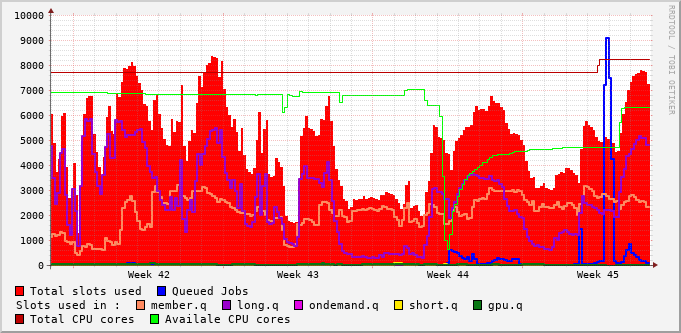 10000
9000
8000
7000
6000
5000
4000
3000
2000
1000
0
Week 42 Week 43 Week 44 Week 45
Total slots used Queued Jobs
Slots used in : member.q long.q ondemand.q short.q gpu.q
Total CPU cores Availale CPU cores
RRDTOOL / TOBI OETIKER